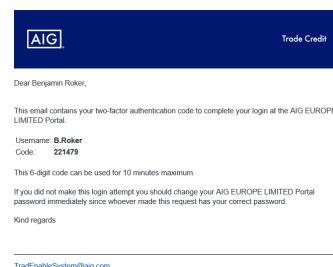 AIG
Trade Credit
Dear Benjamin Roker,
This email contains your two-factor authentication code to complete your login at the AIG EUROPE
LIMITED Portal.
Username: B.Roker
Code: 221479
This 6-digit code can be used for 10 minutes maximum.
If you did not make this login attempt you should change your AIG EUROPE LIMITED Portal
password immediately since whoever made this request has your correct password.
Kind regards
TradEnableSystem@aig.com